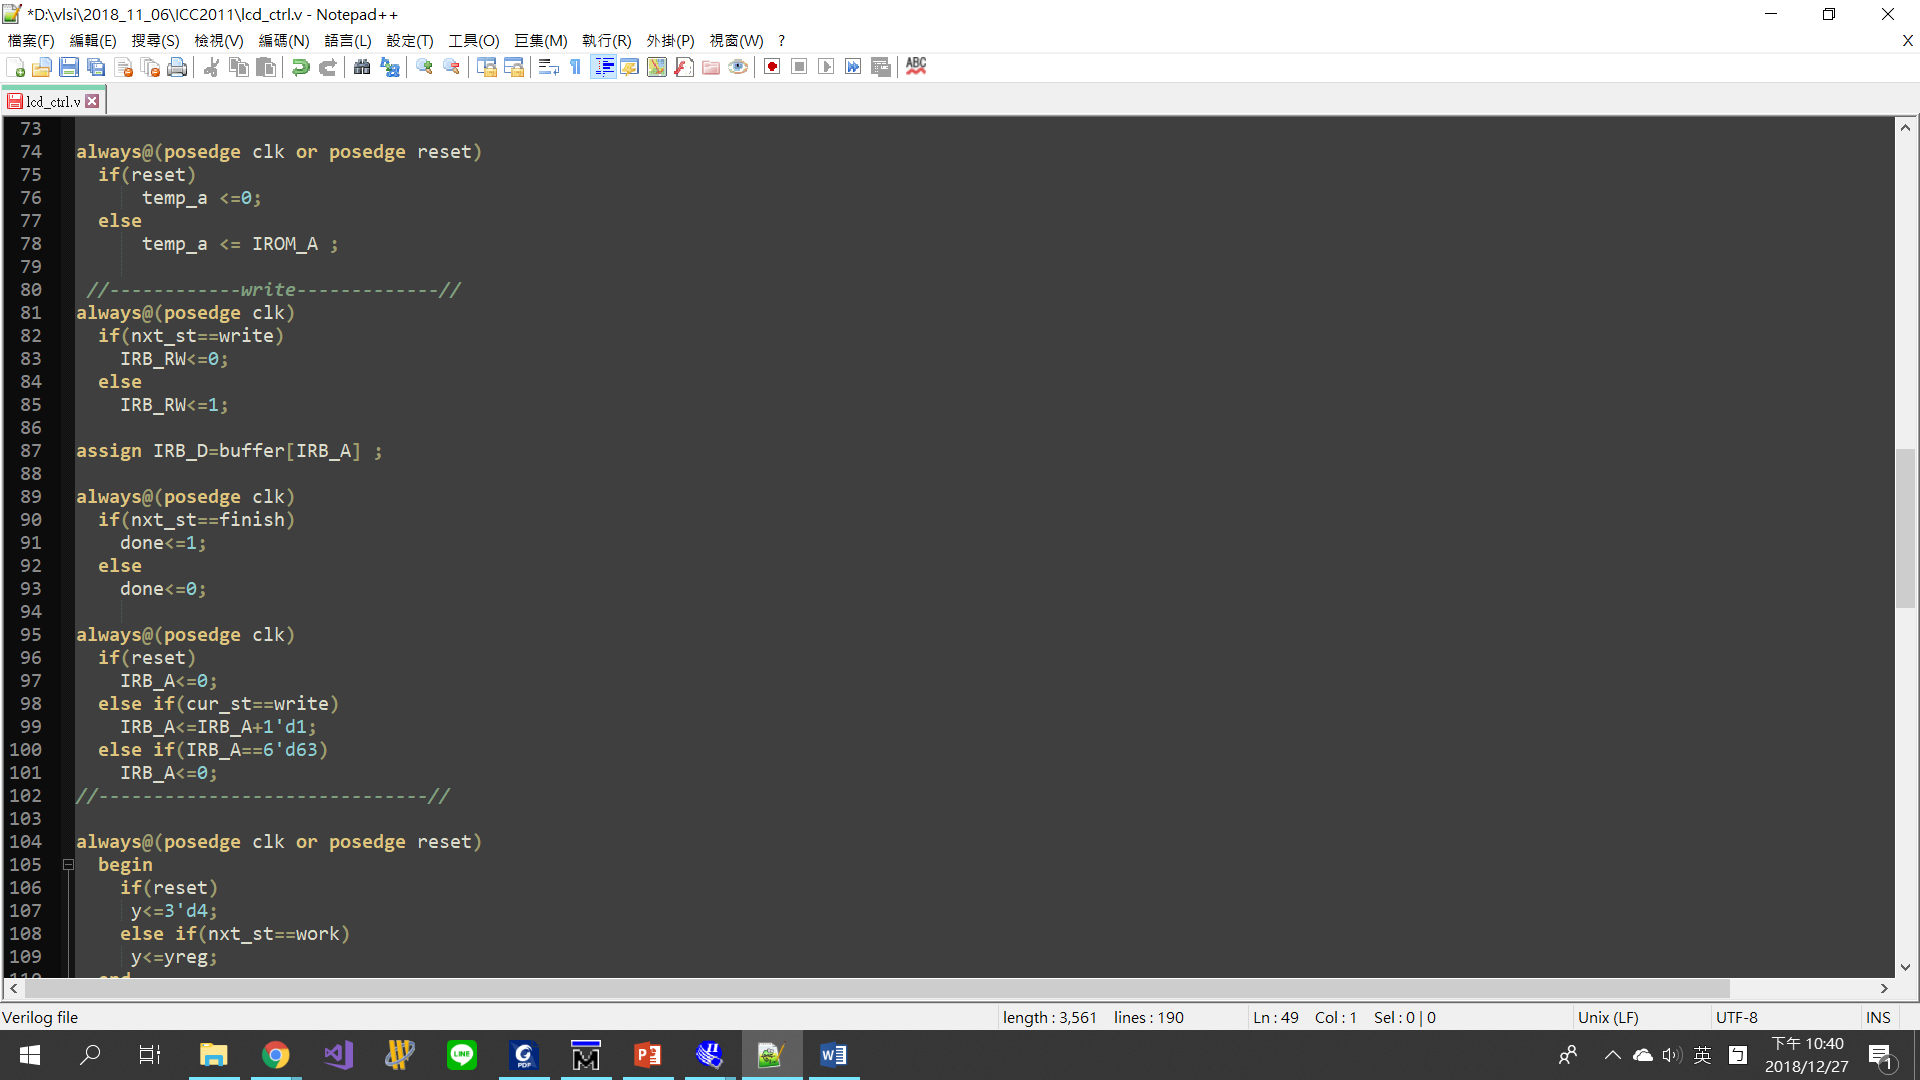 *D:\vlsi\2018_11_06\ICC2011\lcd_ctrl.v - Notepad++
檔案(F) 編輯(E) 搜尋(S) 檢視(V) 編碼(N) 語言(L) 設定(T) 工具(O) 巨集(M) 執行(R) 外掛(P) 視窗(W) ? X
ABC
lcd_ctrl.v
73
74 always@(posedge clk or posedge reset)
75 if(reset)
76 temp_a <=0;
77 else
78 temp_a <= IROM_A ;
79
80 //------------write-------------//
81 always@(posedge clk)
82 if(nxt_st==write)
83 IRB_RW<=0;
84 else
85 IRB_RW<=1;
86
87 assign IRB_D=buffer[IRB_A] ;
88
89 always@(posedge clk)
90 if(nxt_st==finish)
91 done<=1;
92 else
93 done<=0;
94
95 always@(posedge clk)
96 if(reset)
97 IRB_A<=0;
98 else if(cur_st==write)
99 IRB_A<=IRB_A+1'd1;
100 else if(IRB_A==6'd63)
101 IRB_A<=0;
102 //------------------------------//
103
104 always@(posedge clk or posedge reset)
105 begin
106 if(reset)
107 y<=3'd4;
108 else if(nxt_st==work)
109 y<=yreg;
110 end
Verilog file length : 3,561 lines : 190 Ln : 49 Col : 1 Sel : 0 | 0 Unix (LF) UTF-8 INS
LINE
PDF
英
下午 10:40
2018/12/27
1